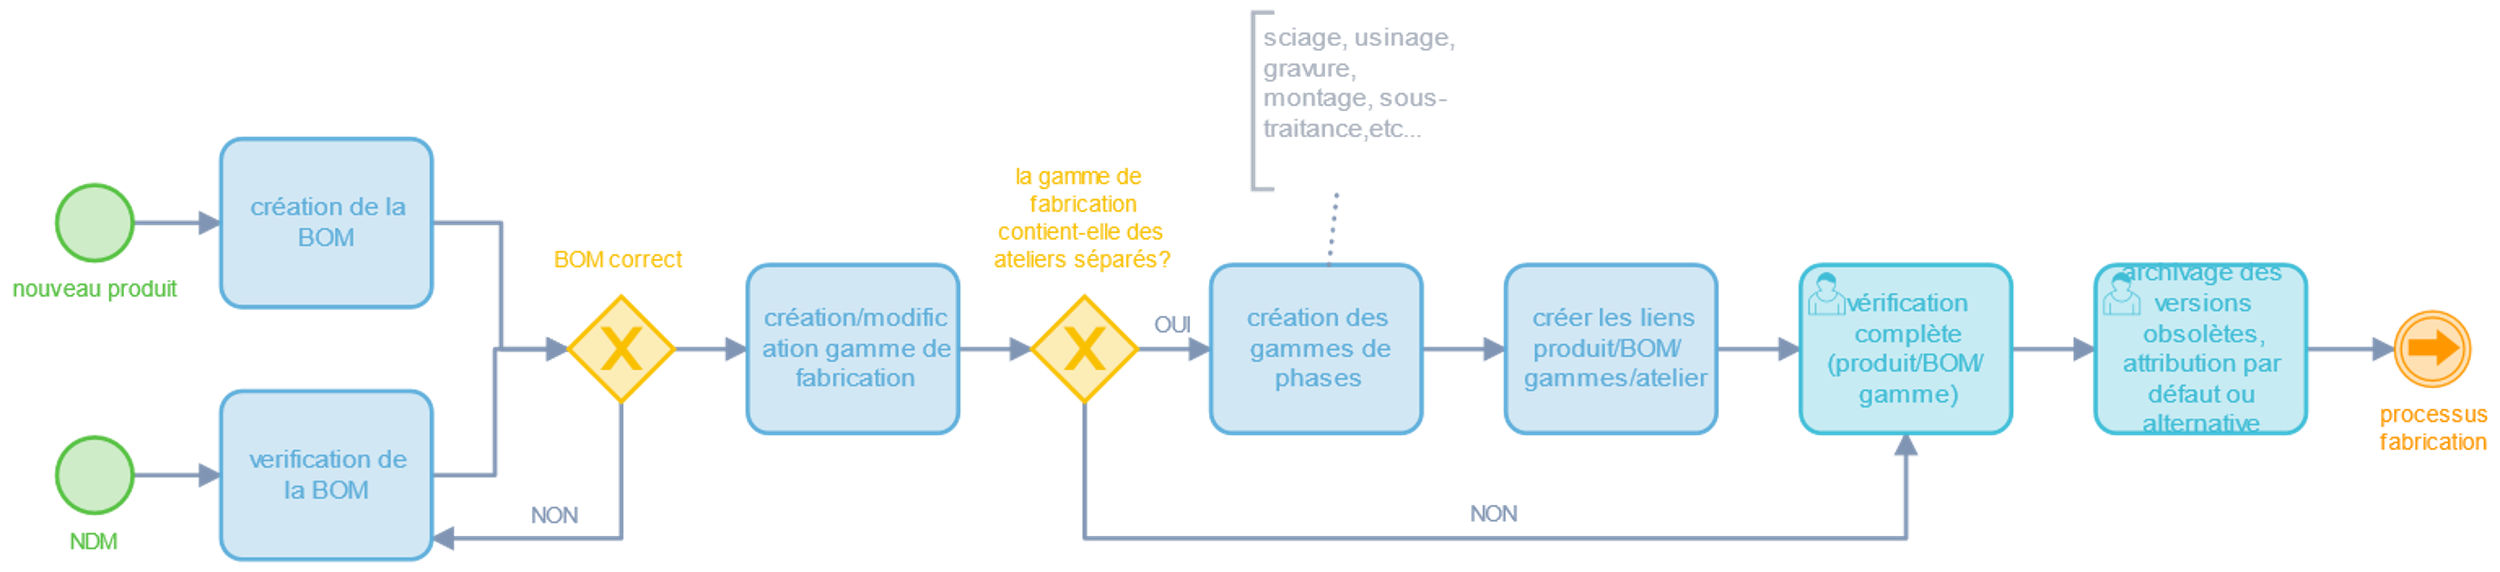 nouveau produit
création de la
BOM
NDM
verification de
la BOM
BOM correct
X
NON
création/modific
ation gamme de
fabrication
la gamme de
fabrication
contient-elle des
ateliers séparés?
X
OUI
NON
sciage, usinage,
gravure,
montage, sous-
traitance,etc...
création des
gammes de
phases
créer les liens
produit/BOM/
gammes/atelier
vérification
complète
(produit/BOM/
gamme)
archivage des
versions
obsolètes,
attribution par
défaut ou
alternative
processus
fabrication